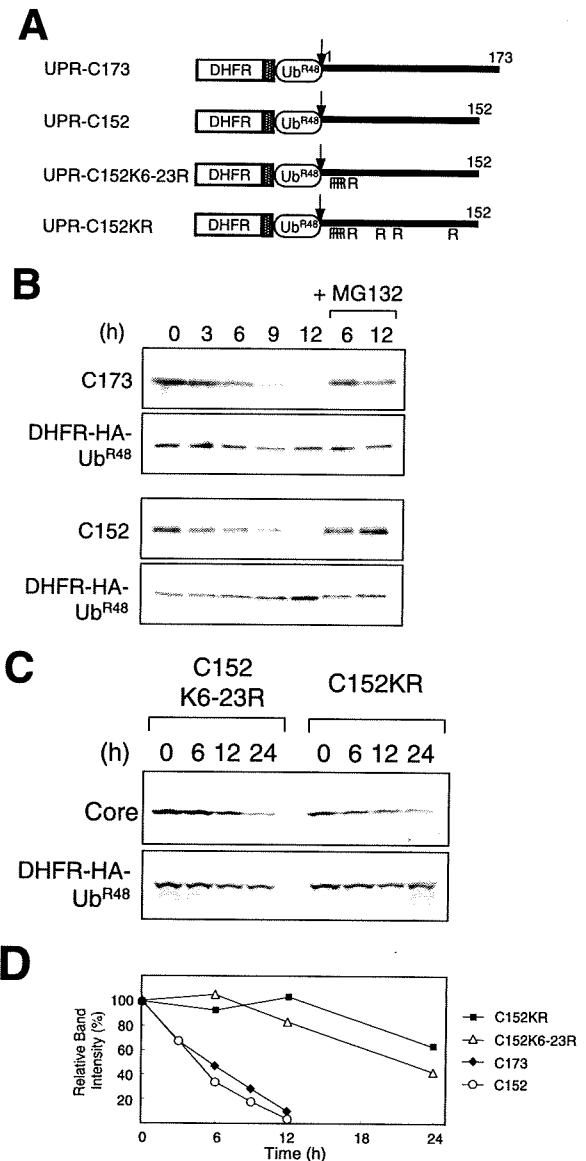 A
UPR-C173 DHFR Ub^R48 1 173
UPR-C152 DHFR Ub^R48 152
UPR-C152K6-23R DHFR Ub^R48 152
RRRR
UPR-C152KR DHFR Ub^R48 152
RRRR R R R
B
+ MG132
(h) 0 3 6 9 12 6 12
C173
DHFR-HA-
Ub^R48
C152
DHFR-HA-
Ub^R48
C
C152
K6-23R C152KR
(h) 0 6 12 24 0 6 12 24
Core
DHFR-HA-
Ub^R48
D
Relative Band
Intensity (%)
100
80
60
40
20
0 6 12 18 24
Time (h)
C152KR
C152K6-23R
C173
C152